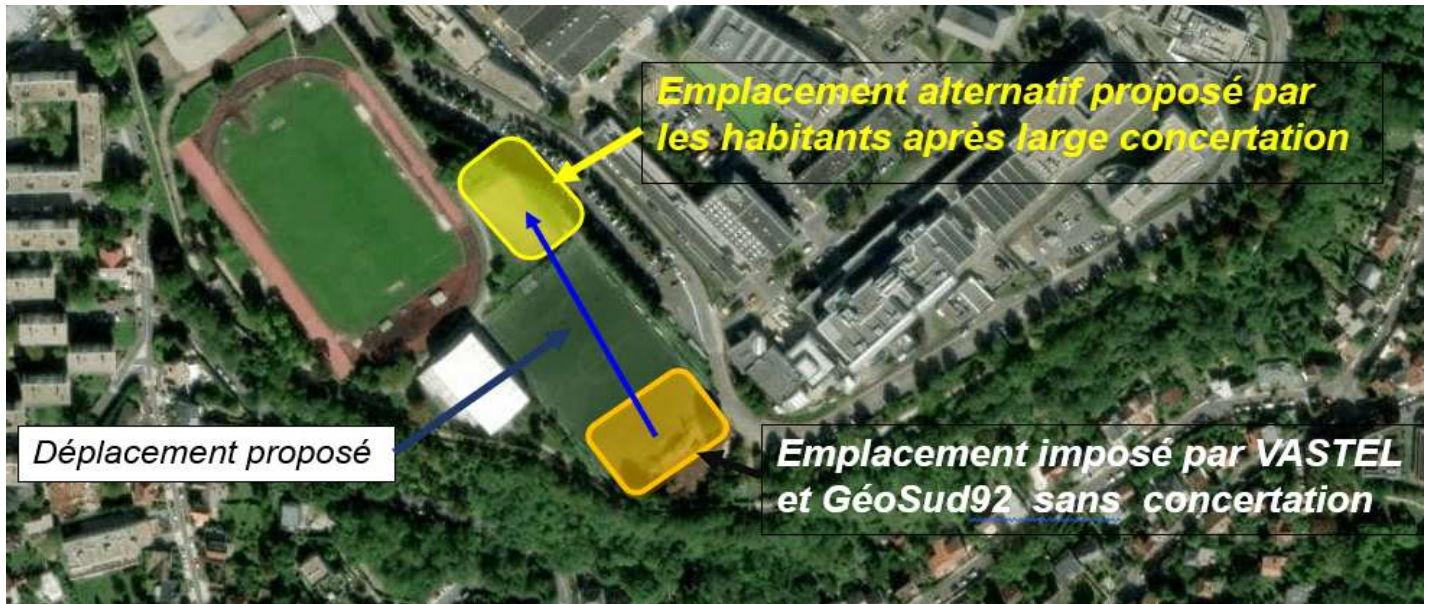 Emplacement alternatif proposé par
les habitants après large concertation
Déplacement proposé
Emplacement imposé par VASTEL
et GéoSud92 sans concertation